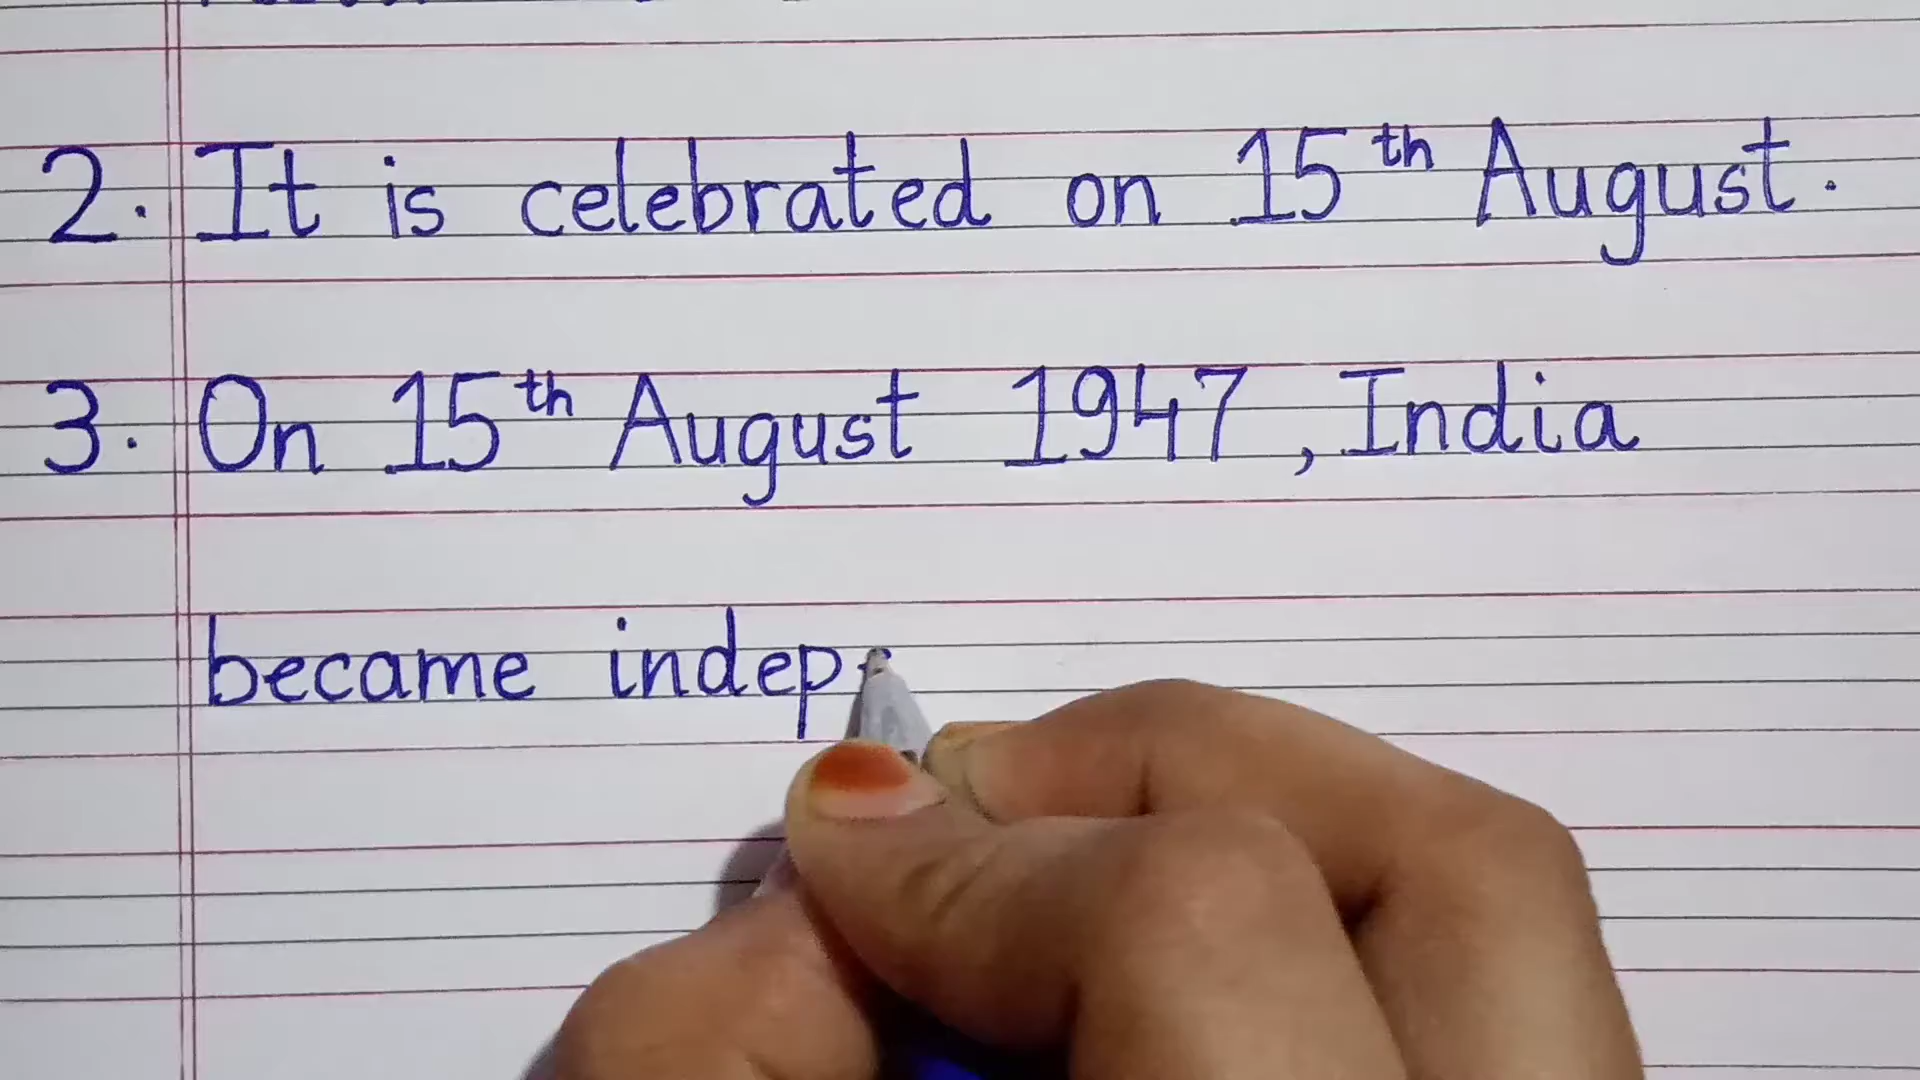 2. It is celebrated on 15th August.
3. On 15th August 1947, India
became indep